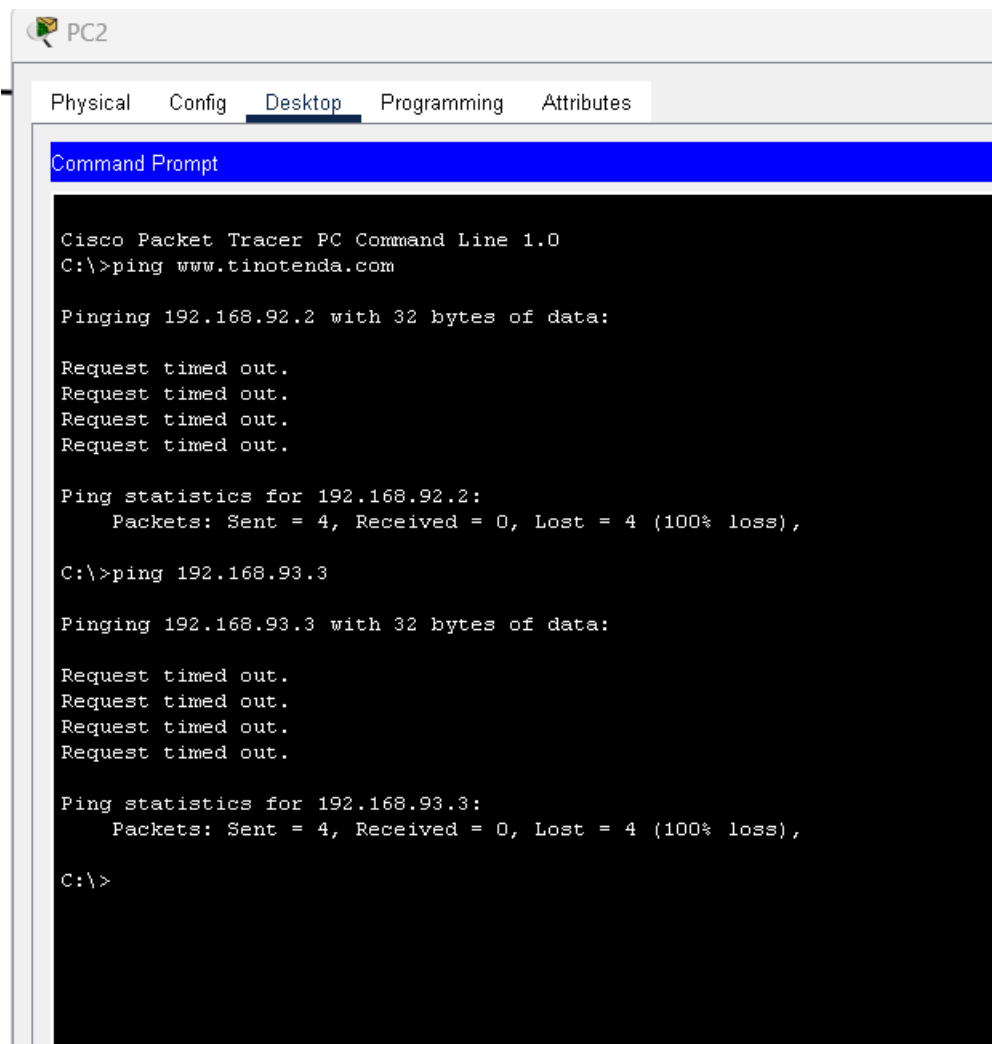 PC2
Physical Config Desktop Programming Attributes
Command Prompt
Cisco Packet Tracer PC Command Line 1.0
C:\>ping www.tinotenda.com
Pinging 192.168.92.2 with 32 bytes of data:
Request timed out.
Request timed out.
Request timed out.
Request timed out.
Ping statistics for 192.168.92.2:
Packets: Sent = 4, Received = 0, Lost = 4 (100% loss),
C:\>ping 192.168.93.3
Pinging 192.168.93.3 with 32 bytes of data:
Request timed out.
Request timed out.
Request timed out.
Request timed out.
Ping statistics for 192.168.93.3:
Packets: Sent = 4, Received = 0, Lost = 4 (100% loss),
C:\>